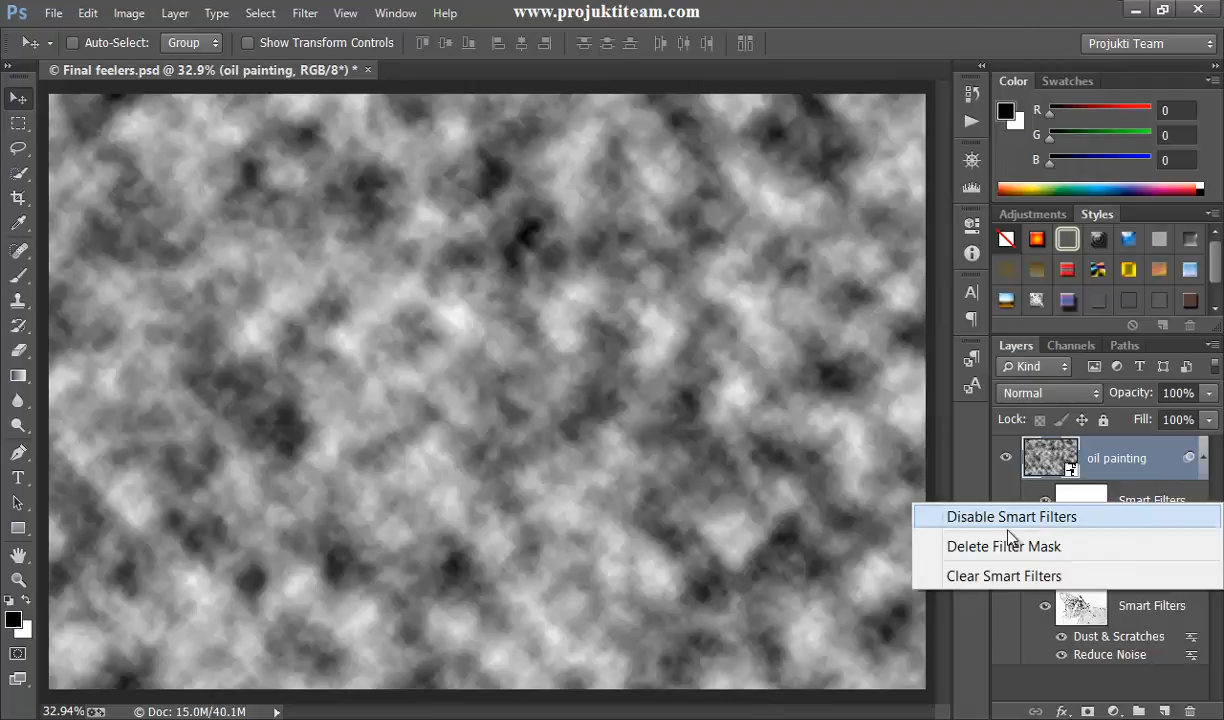 Ps File Edit Image Layer Type Select Filter View Window Help www.projuktiteam.com
Auto-Select: Group Show Transform Controls Projekti Team
© Final feelers.psd @ 32.9% (oil painting, RGB/8*) * ×
Color Swatches
R 0
G 0
B 0
Adjustments Styles
Layers Channels Paths
Kind
Normal Opacity: 100%
Lock: Fill: 100%
oil painting
Smart Filters
Disable Smart Filters
Delete Filter Mask
Clear Smart Filters
Smart Filters
Dust & Scratches
Reduce Noise
32.94% Doc: 15.0M/40.1M